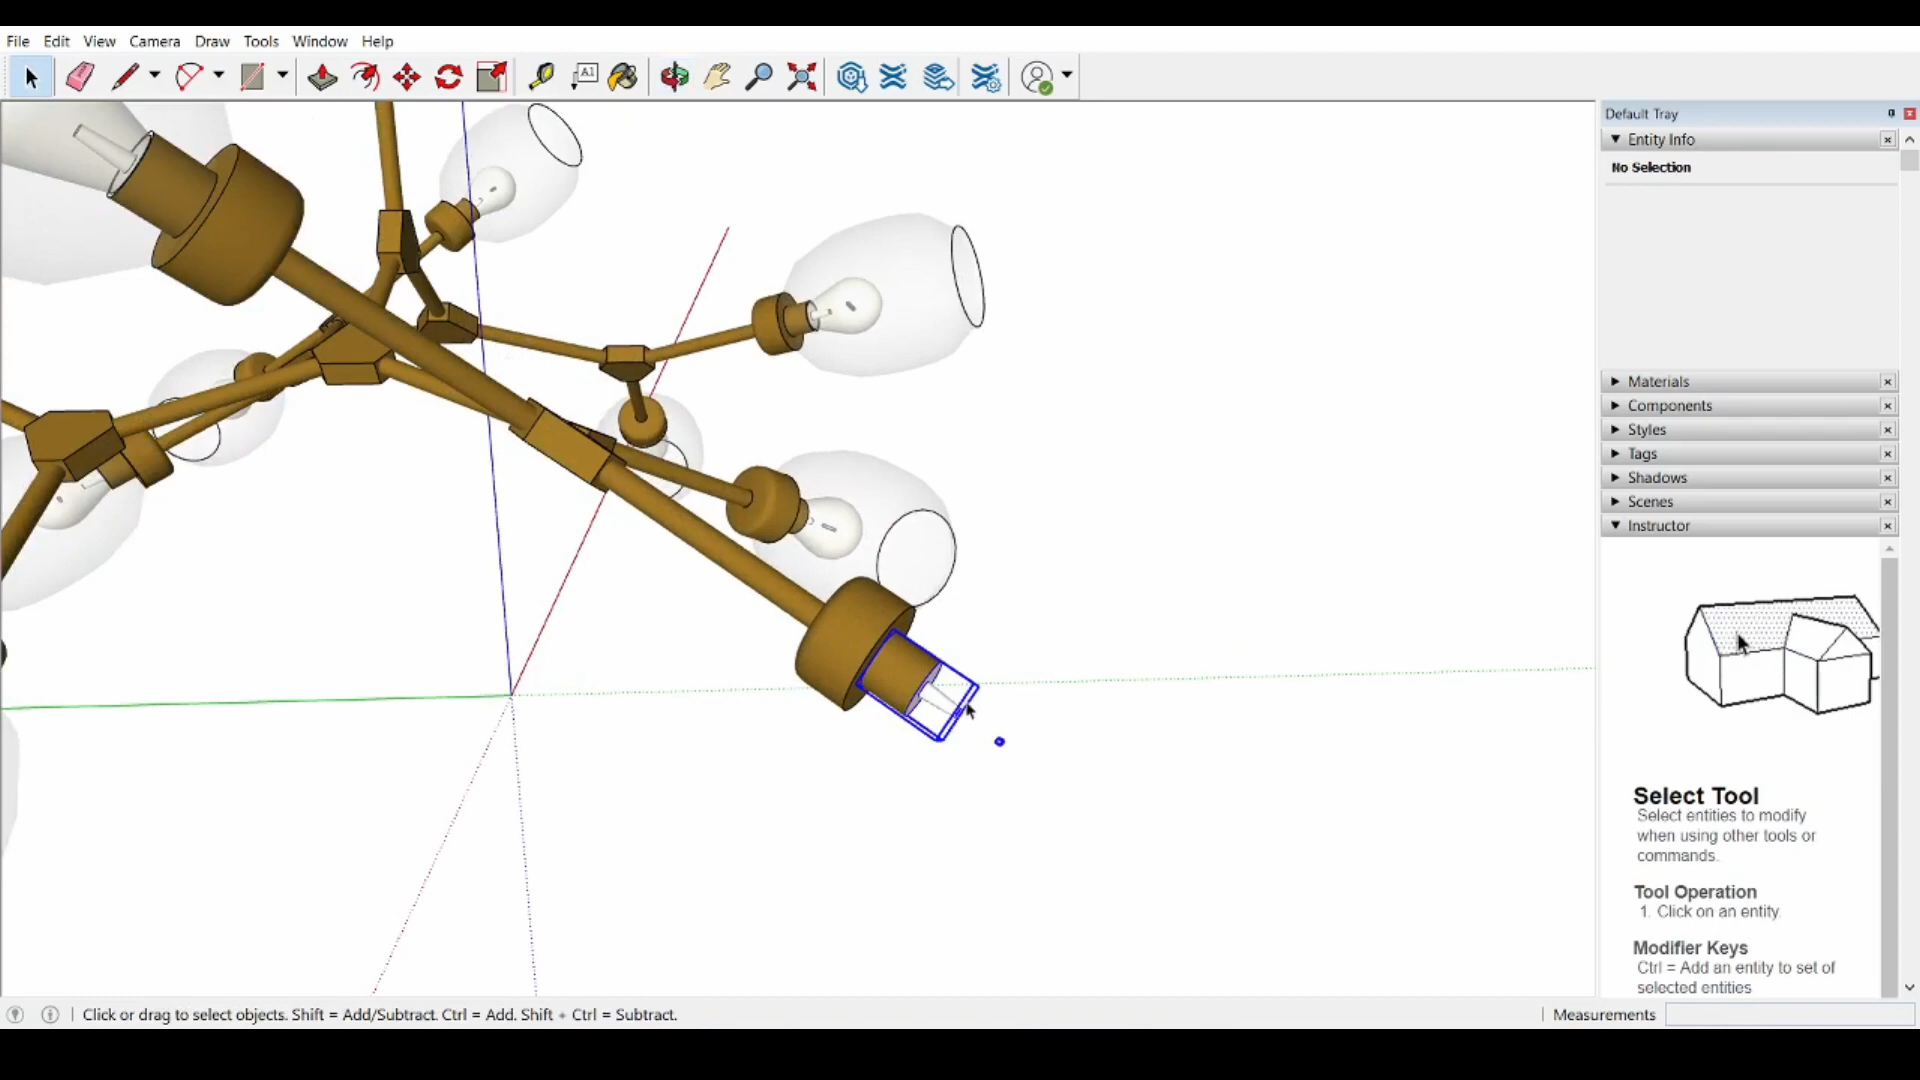 File Edit View Camera Draw Tools Window Help
A1
Default Tray
Entity Info
No Selection
Materials
Components
Styles
Tags
Shadows
Scenes
Instructor
Select Tool
Select entities to modify
when using other tools or
commands.
Tool Operation
1. Click on an entity.
Modifier Keys
Ctrl = Add an entity to set of
selected entities
Click or drag to select objects. Shift = Add/Subtract. Ctrl = Add. Shift + Ctrl = Subtract.
Measurements